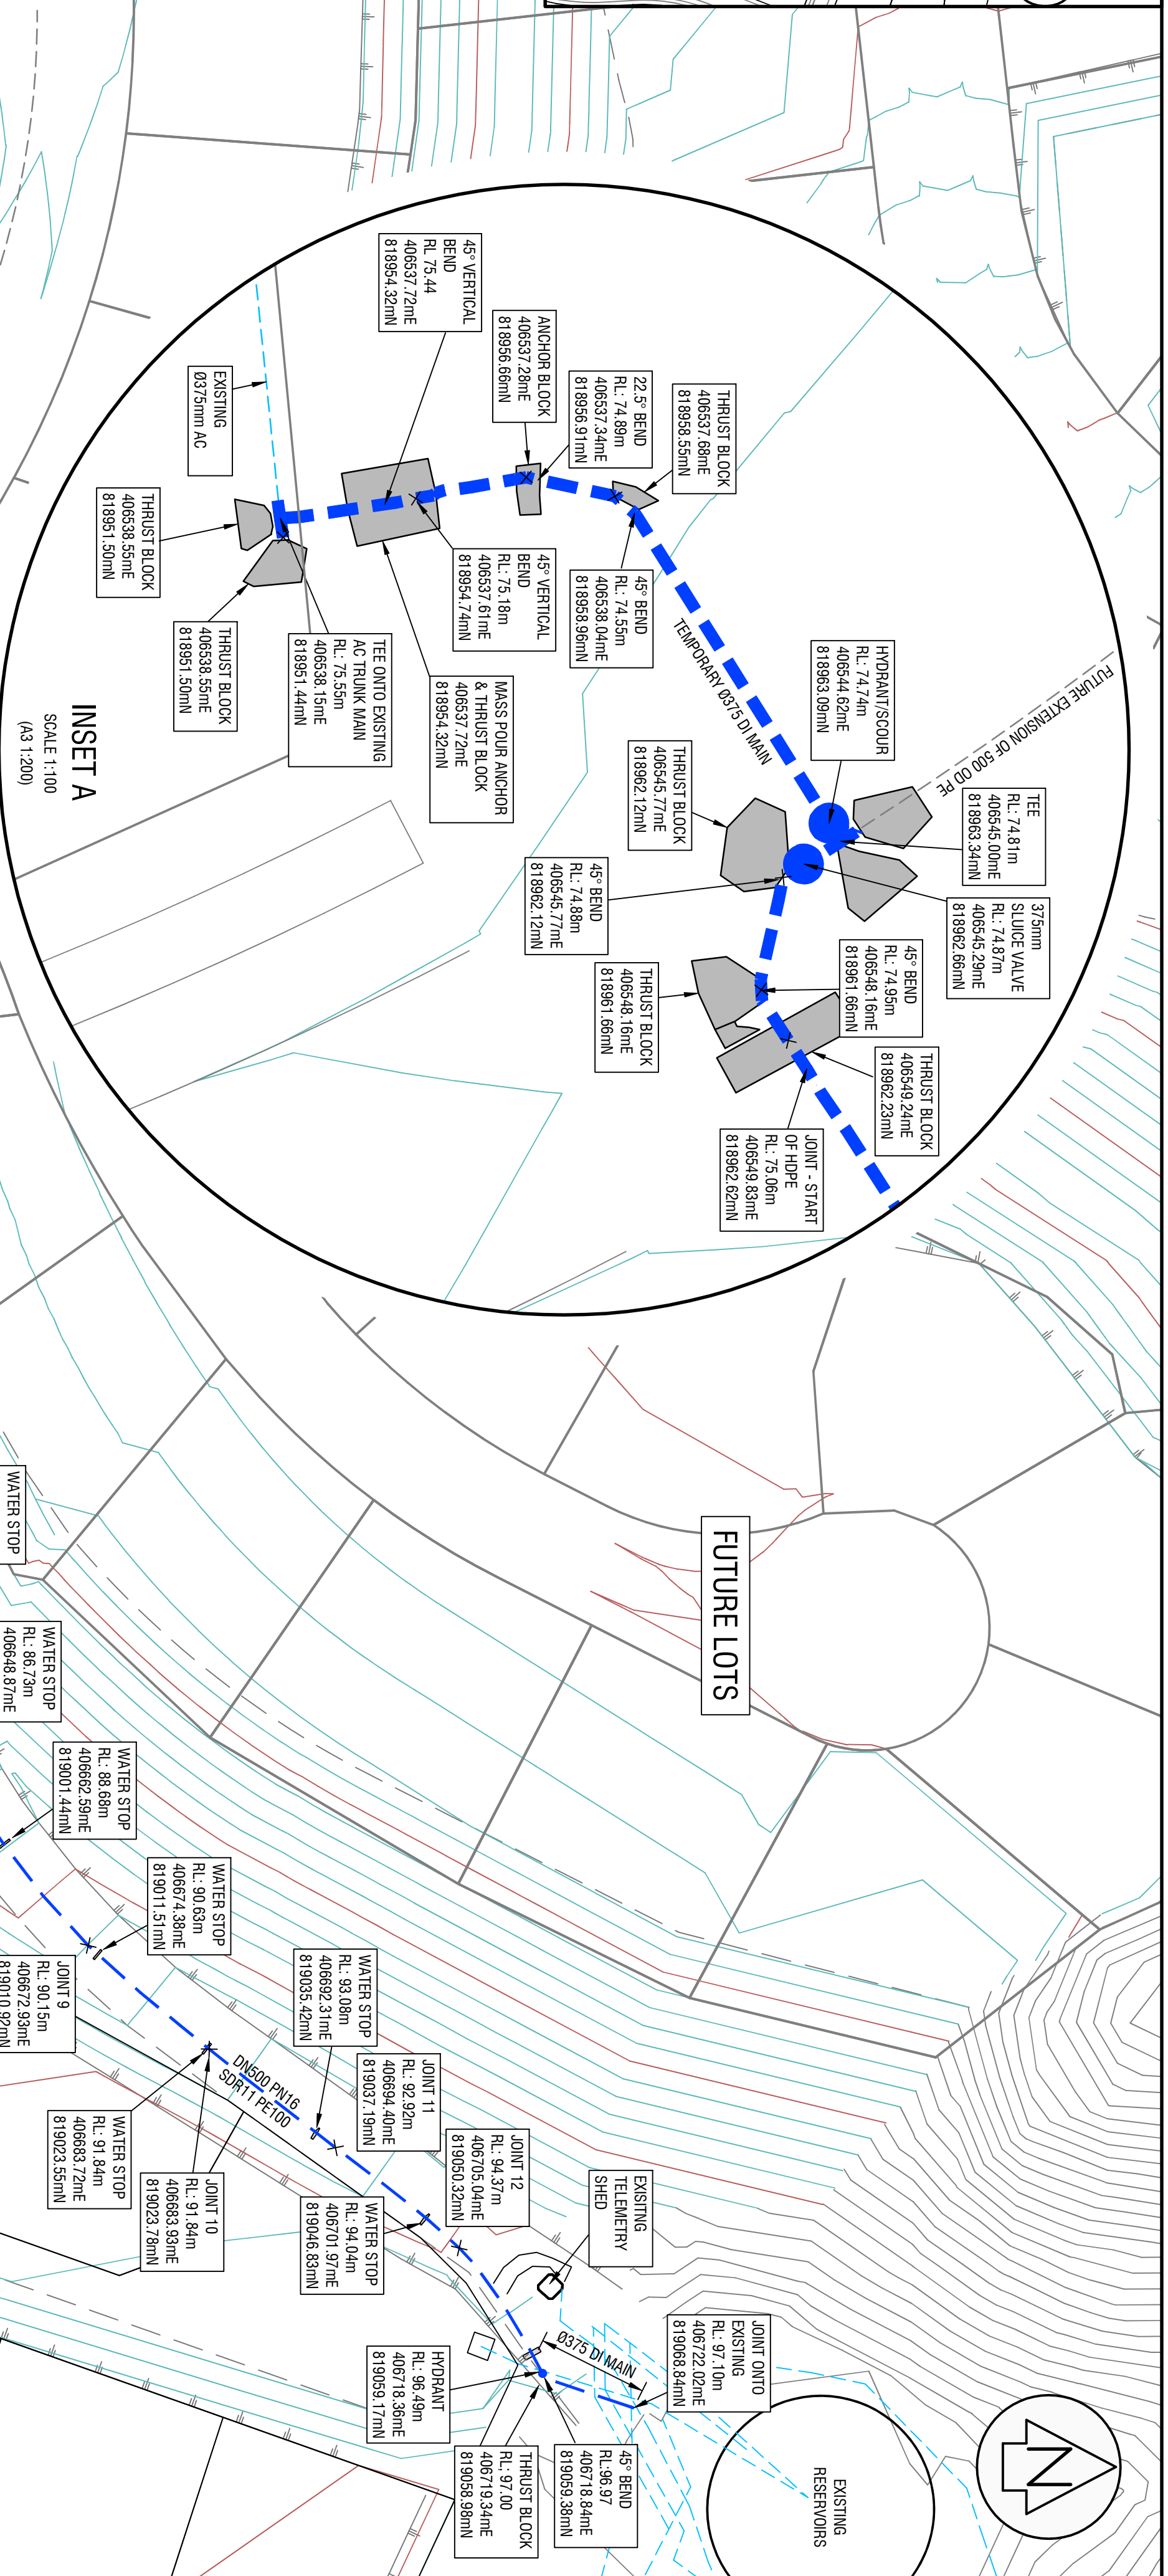 45° VERTICAL
BEND
RL 75.44
406537.72mE
818954.32mN
ANCHOR BLOCK
406537.28mE
818956.66mN
22.5° BEND
RL: 74.89m
406537.34mE
818956.91mN
THRUST BLOCK
406537.68mE
818958.55mN
EXISTING
Ø375mm AC
THRUST BLOCK
406538.55mE
818951.50mN
THRUST BLOCK
406538.55mE
818951.50mN
TEE ONTO EXISTING
AC TRUNK MAIN
RL: 75.55m
406538.15mE
818951.44mN
45° VERTICAL
BEND
RL: 75.18m
406537.61mE
818954.74mN
45° BEND
RL: 74.55m
406538.04mE
818958.96mN
MASS POUR ANCHOR
& THRUST BLOCK
406537.72mE
818954.32mN
TEMPORARY Ø375 DI MAIN
HYDRANT/SCOUR
RL: 74.74m
406544.62mE
818963.09mN
FUTURE EXTENSION OF 500 OD PE
THRUST BLOCK
406545.77mE
818962.12mN
TEE
RL: 74.81m
406545.00mE
818963.34mN
45° BEND
RL: 74.88m
406545.77mE
818962.12mN
375mm
SLUICE VALVE
RL: 74.87m
406545.29mE
818962.66mN
45° BEND
RL: 74.95m
406548.16mE
818961.66mN
THRUST BLOCK
406548.16mE
818961.66mN
THRUST BLOCK
406549.24mE
818962.23mN
JOINT - START
OF HDPE
RL: 75.06m
406549.83mE
818962.62mN
INSET A
SCALE 1:100
(A3 1:200)
FUTURE LOTS
WATER STOP
WATER STOP
RL: 86.73m
406648.87mE
WATER STOP
RL: 88.68m
406662.59mE
819001.44mN
WATER STOP
RL: 90.63m
406674.38mE
819011.51mN
JOINT 9
RL: 90.15m
406672.93mE
819010.92mN
WATER STOP
RL: 93.08m
406692.31mE
819035.42mN
DN500 PN16
SDR11 PE100
JOINT 11
RL: 92.92m
406694.40mE
819037.19mN
WATER STOP
RL: 91.84m
406683.72mE
819023.55mN
JOINT 10
RL: 91.84m
406683.93mE
819023.78mN
JOINT 12
RL: 94.37m
406705.04mE
819050.32mN
WATER STOP
RL: 94.04m
406701.97mE
819046.83mN
EXISITNG
TELEMETRY
SHED
Ø375 DI MAIN
JOINT ONTO
EXISTING
RL: 97.10m
406722.02mE
819068.84mN
HYDRANT
RL: 96.49m
406718.36mE
819059.17mN
45° BEND
RL:96.97
406718.84mE
819059.38mN
THRUST BLOCK
RL: 97.00
406719.34mE
819058.98mN
EXISTING
RESERVOIRS
N